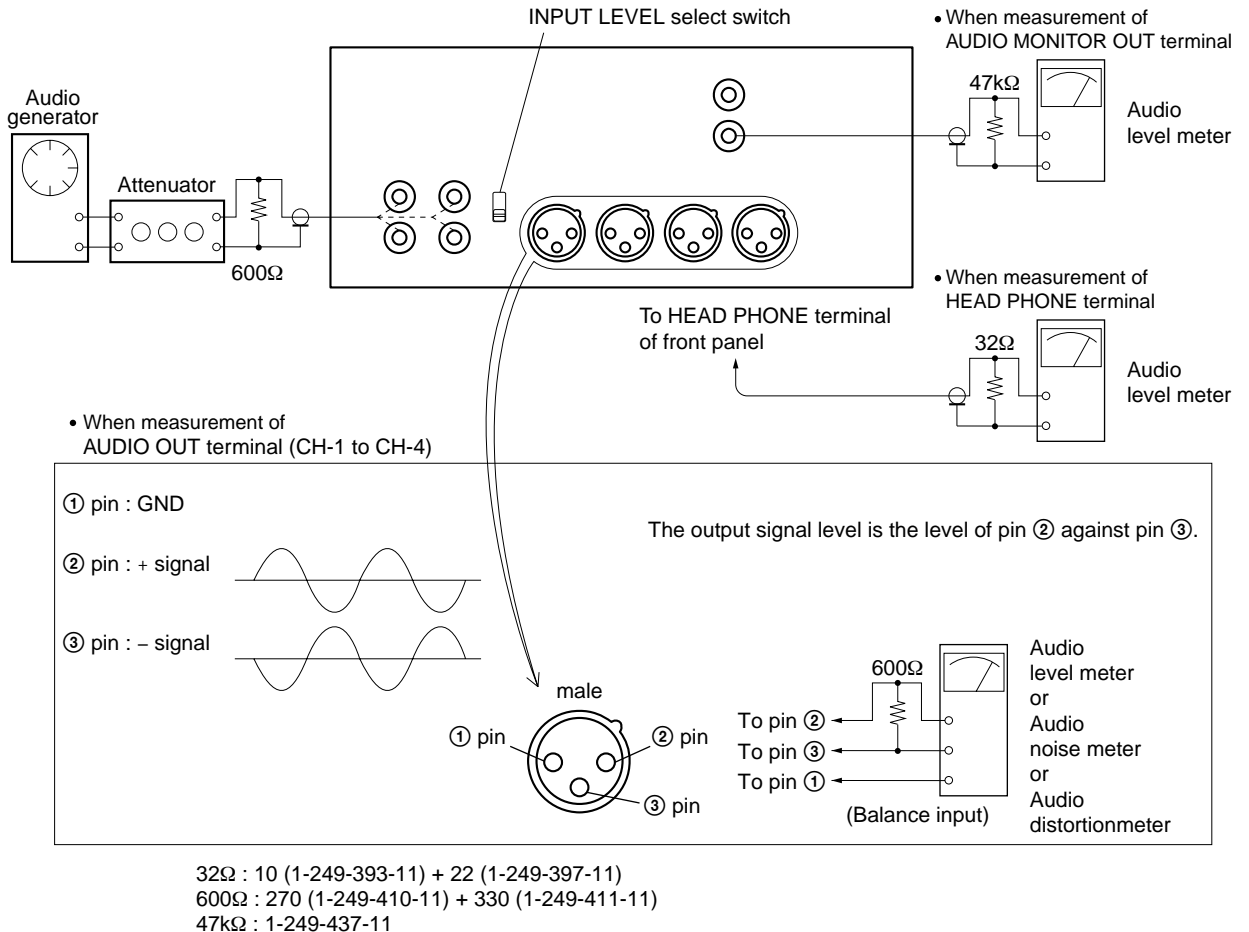 INPUT LEVEL select switch
• When measurement of
AUDIO MONITOR OUT terminal
47kΩ
Audio
level meter
Audio
generator
Attenuator
600Ω
• When measurement of
HEAD PHONE terminal
To HEAD PHONE terminal
of front panel
32Ω
Audio
level meter
• When measurement of
AUDIO OUT terminal (CH-1 to CH-4)
① pin : GND
The output signal level is the level of pin ② against pin ③.
② pin : + signal
③ pin : – signal
male
① pin
② pin
③ pin
600Ω
To pin ②
To pin ③
To pin ①
(Balance input)
Audio
level meter
or
Audio
noise meter
or
Audio
distortionmeter
32Ω : 10 (1-249-393-11) + 22 (1-249-397-11)
600Ω : 270 (1-249-410-11) + 330 (1-249-411-11)
47kΩ : 1-249-437-11